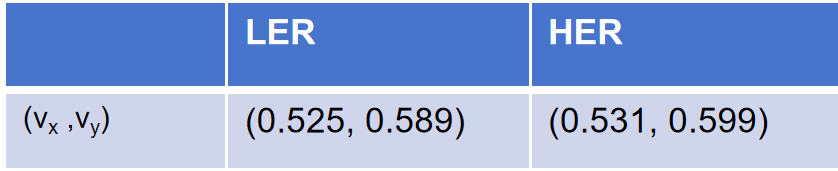 LER HER
(vx ,vy) (0.525, 0.589) (0.531, 0.599)